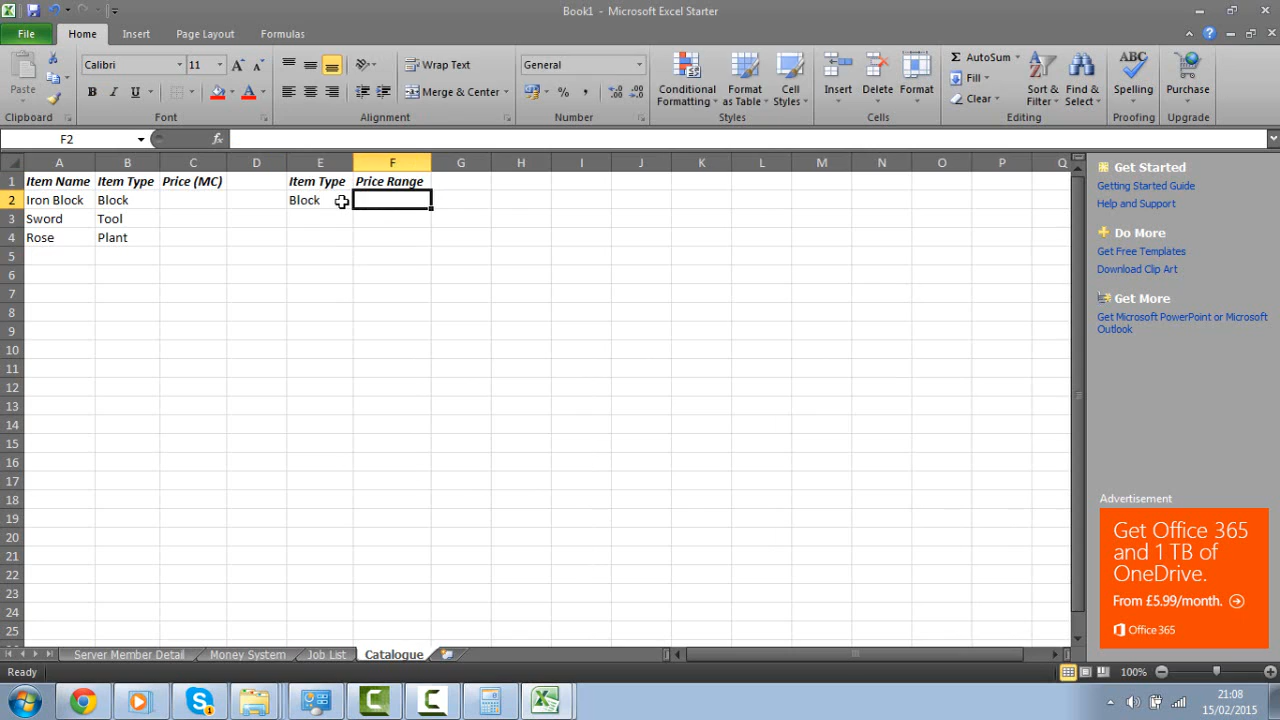 Book1 - Microsoft Excel Starter
File Home Insert Page Layout Formulas
Calibri 11 Wrap Text General AutoSum
Paste B I U Merge & Center % , Conditional Formatting Format as Table Cell Styles Insert Delete Format Fill Clear Sort & Filter Find & Select ABC Spelling Purchase
Clipboard Font Alignment Number Styles Cells Editing Proofing Upgrade
F2 fx
A B C D E F G H I J K L M N O P Q
1 Item Name Item Type Price (MC) Item Type Price Range
2 Iron Block Block Block
3 Sword Tool
4 Rose Plant
5
6
7
8
9
10
11
12
13
14
15
16
17
18
19
20
21
22
23
24
25
Get Started
Getting Started Guide
Help and Support
Do More
Get Free Templates
Download Clip Art
Get More
Get Microsoft PowerPoint or Microsoft
Outlook
Advertisement
Get Office 365
and 1 TB of
OneDrive.
From £5.99/month.
Office 365
Server Member Detail Money System Job List Catalogue
Ready 100%
21:08
15/02/2015